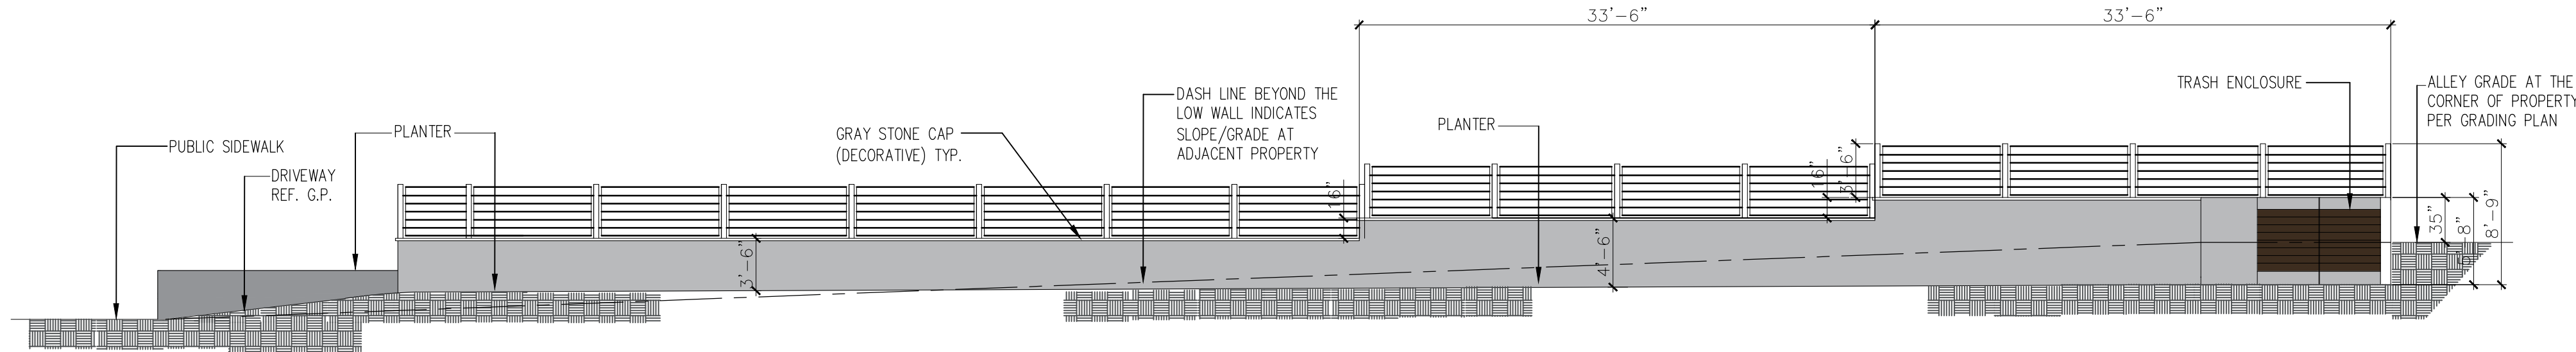 33'-6"
33'-6"
PUBLIC SIDEWALK
DRIVEWAY
REF. G.P.
PLANTER
GRAY STONE CAP
(DECORATIVE) TYP.
DASH LINE BEYOND THE
LOW WALL INDICATES
SLOPE/GRADE AT
ADJACENT PROPERTY
PLANTER
TRASH ENCLOSURE
ALLEY GRADE AT THE
CORNER OF PROPERTY
PER GRADING PLAN
3'-6"
16"
4'-6"
16"
3'-6"
35"
8'-9"